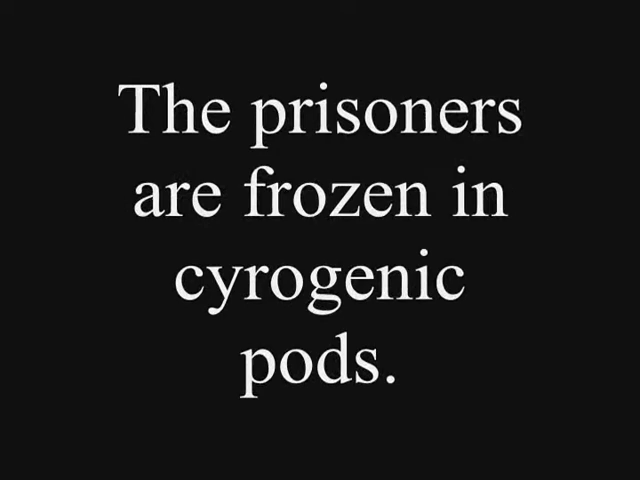 The prisoners
are frozen in
cyrogenic
pods.